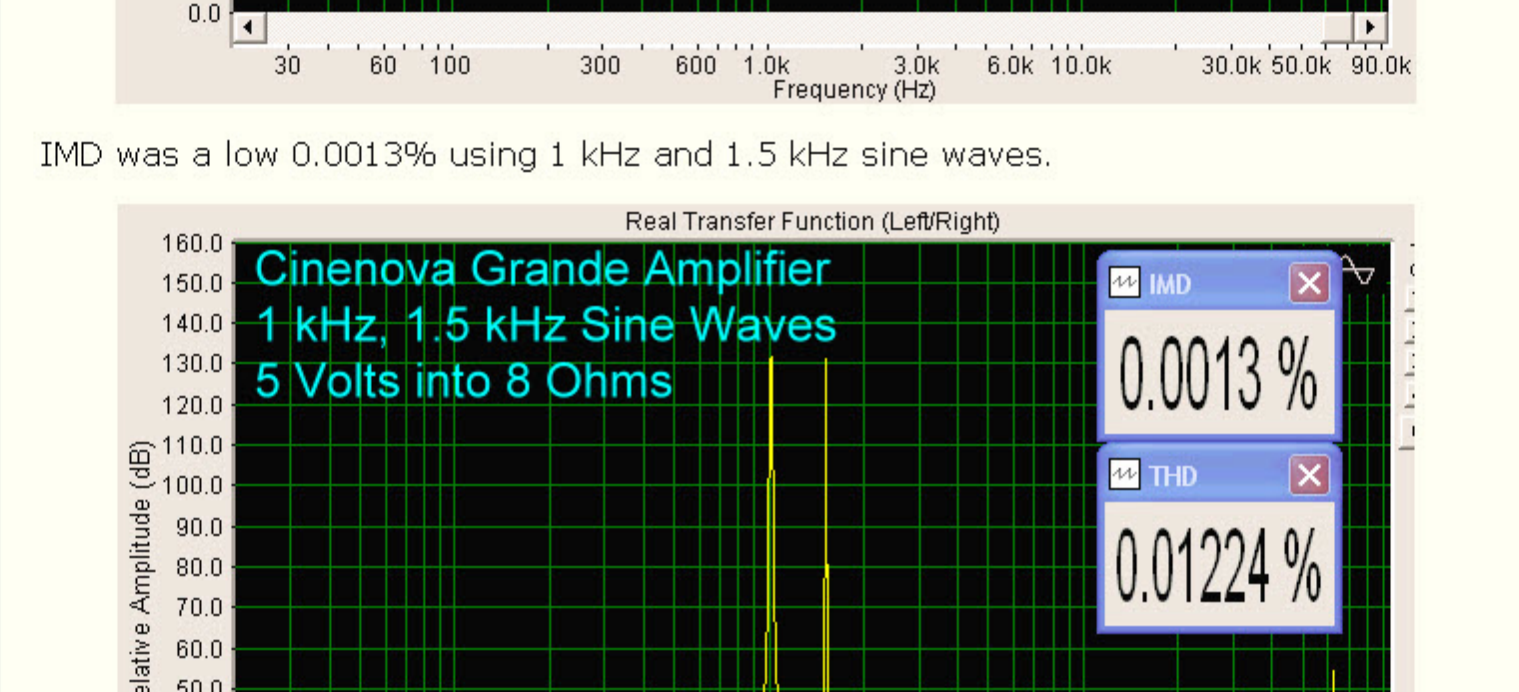 0.0
30 60 100 300 600 1.0k 3.0k 6.0k 10.0k 30.0k 50.0k 90.0k
Frequency (Hz)
IMD was a low 0.0013% using 1 kHz and 1.5 kHz sine waves.
Real Transfer Function (Left/Right)
160.0
150.0
140.0
130.0
120.0
110.0
100.0
90.0
80.0
70.0
60.0
50.0
elative Amplitude (dB)
Cinenova Grande Amplifier
1 kHz, 1.5 kHz Sine Waves
5 Volts into 8 Ohms
IMD
0.0013 %
THD
0.01224 %